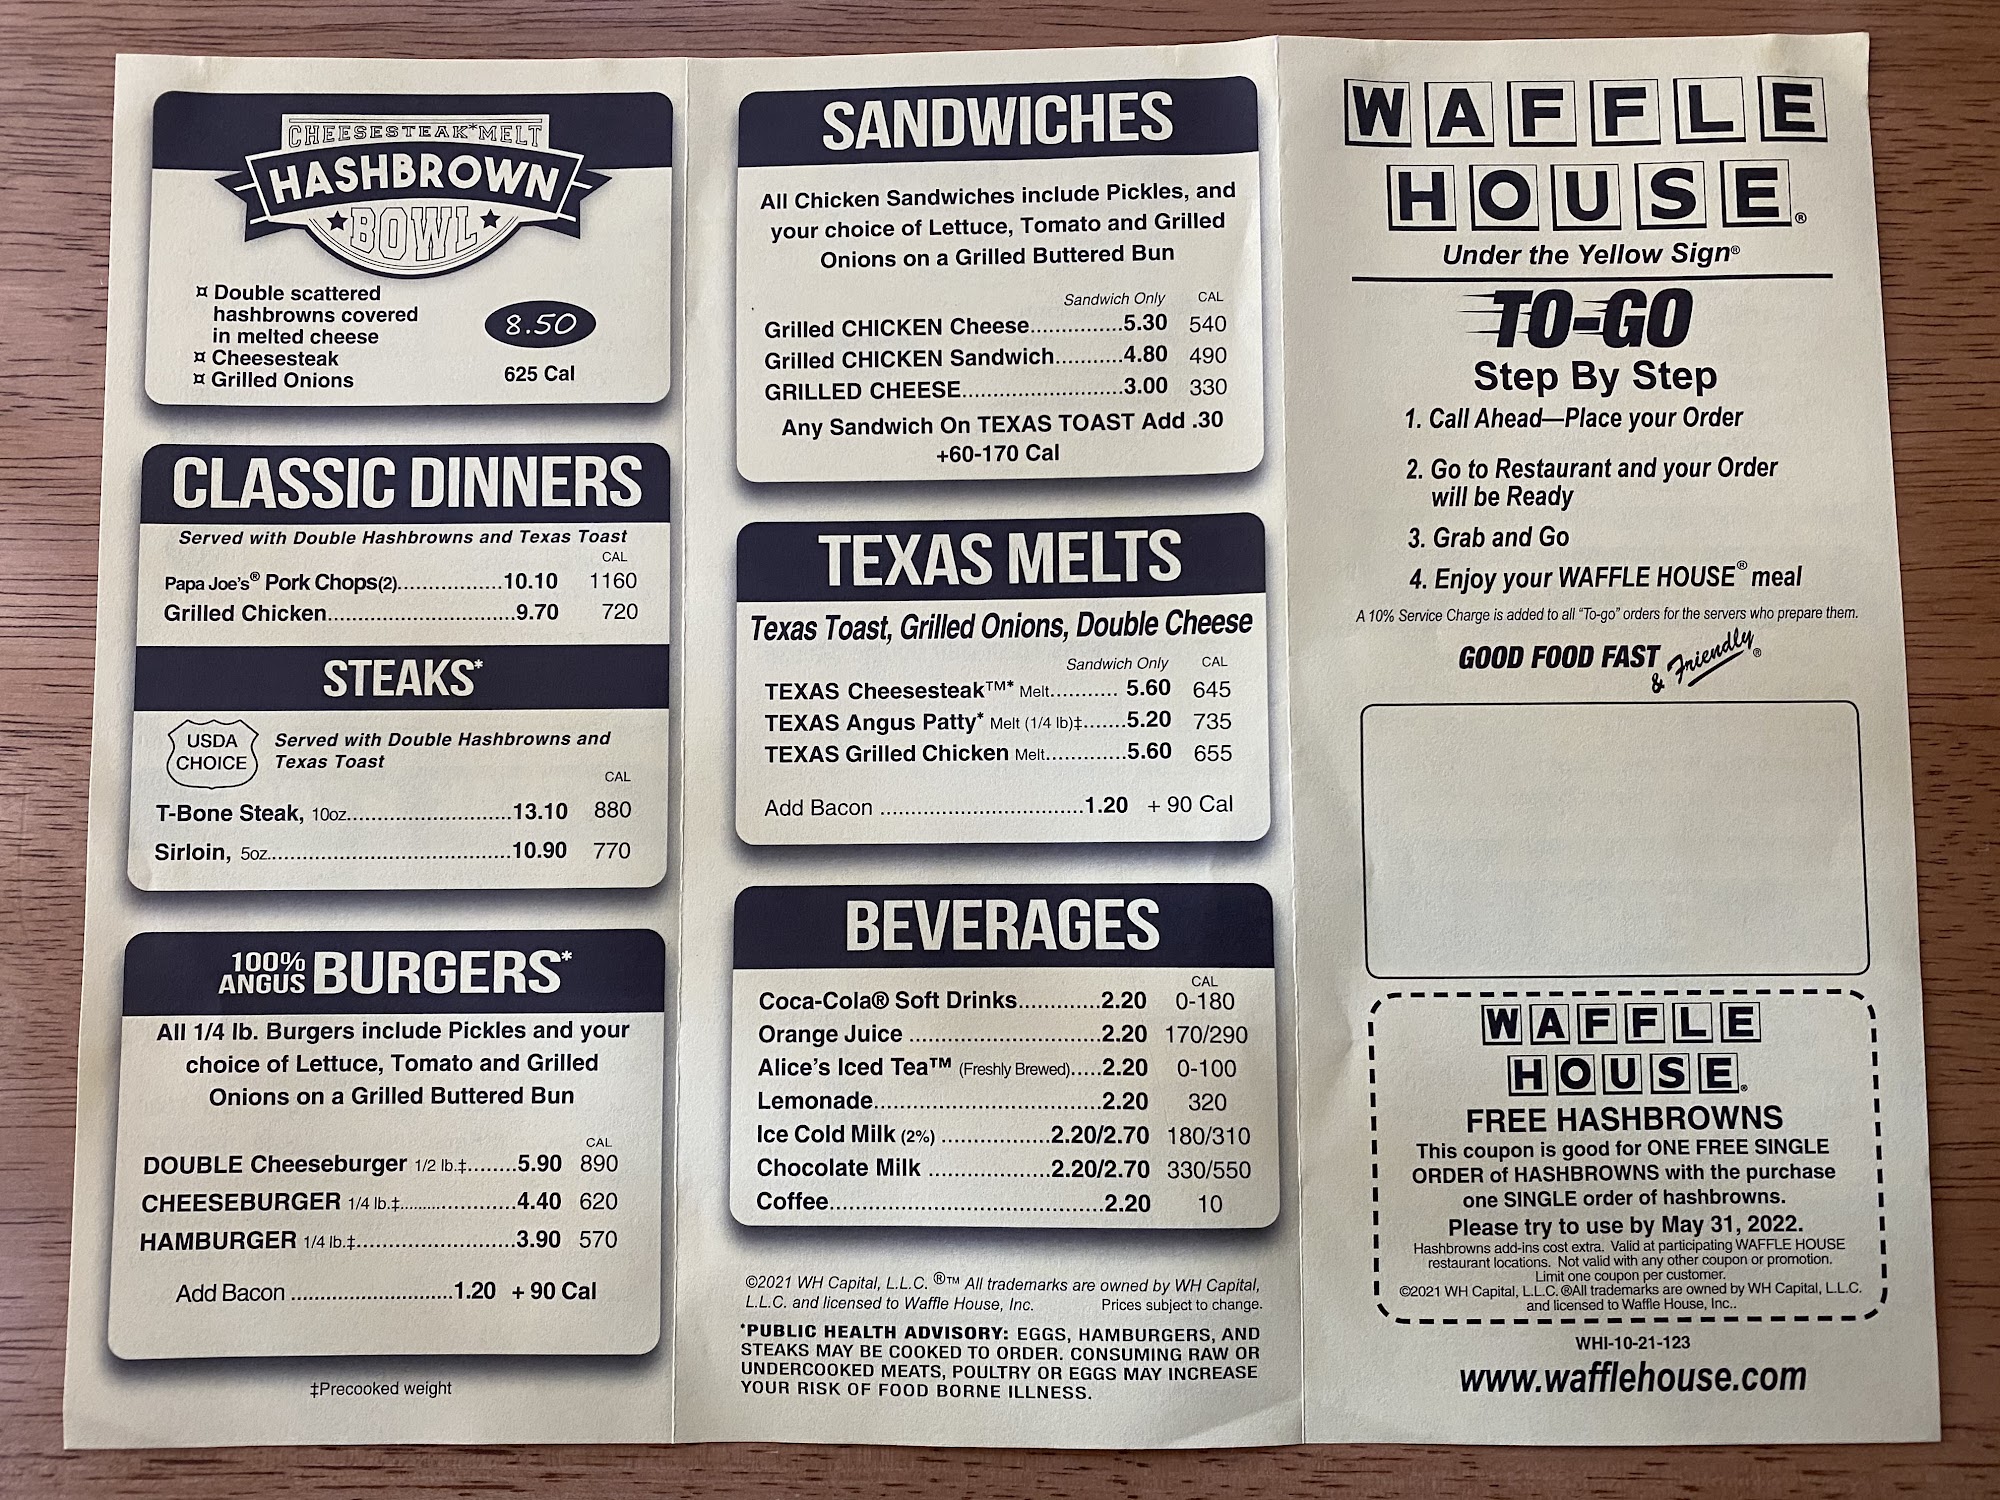 CHEESESTEAK*MELT
HASHBROWN
BOWL
¤ Double scattered
hashbrowns covered
in melted cheese
¤ Cheesesteak
¤ Grilled Onions
8.50
625 Cal
CLASSIC DINNERS
Served with Double Hashbrowns and Texas Toast
CAL
Papa Joe's® Pork Chops(2).................10.10 1160
Grilled Chicken..............................9.70 720
STEAKS*
USDA
CHOICE
Served with Double Hashbrowns and
Texas Toast
CAL
T-Bone Steak, 10oz...........................13.10 880
Sirloin, 5oz.......................................10.90 770
100%
ANGUS BURGERS*
All 1/4 lb. Burgers include Pickles and your
choice of Lettuce, Tomato and Grilled
Onions on a Grilled Buttered Bun
CAL
DOUBLE Cheeseburger 1/2 lb.‡........5.90 890
CHEESEBURGER 1/4 lb.‡......................4.40 620
HAMBURGER 1/4 lb.‡..........................3.90 570
Add Bacon ..........................1.20 + 90 Cal
‡Precooked weight
SANDWICHES
All Chicken Sandwiches include Pickles, and
your choice of Lettuce, Tomato and Grilled
Onions on a Grilled Buttered Bun
Sandwich Only CAL
Grilled CHICKEN Cheese...............5.30 540
Grilled CHICKEN Sandwich...........4.80 490
GRILLED CHEESE..........................3.00 330
Any Sandwich On TEXAS TOAST Add .30
+60-170 Cal
TEXAS MELTS
Texas Toast, Grilled Onions, Double Cheese
Sandwich Only CAL
TEXAS Cheesesteak™* Melt........... 5.60 645
TEXAS Angus Patty* Melt (1/4 lb)‡.......5.20 735
TEXAS Grilled Chicken Melt.............5.60 655
Add Bacon .................................1.20 + 90 Cal
BEVERAGES
CAL
Coca-Cola® Soft Drinks.............2.20 0-180
Orange Juice ...............................2.20 170/290
Alice's Iced Tea™ (Freshly Brewed).....2.20 0-100
Lemonade.....................................2.20 320
Ice Cold Milk (2%) ..................2.20/2.70 180/310
Chocolate Milk ....................2.20/2.70 330/550
Coffee............................................2.20 10
©2021 WH Capital, L.L.C. ®™ All trademarks are owned by WH Capital,
L.L.C. and licensed to Waffle House, Inc. Prices subject to change.
*PUBLIC HEALTH ADVISORY: EGGS, HAMBURGERS, AND
STEAKS MAY BE COOKED TO ORDER. CONSUMING RAW OR
UNDERCOOKED MEATS, POULTRY OR EGGS MAY INCREASE
YOUR RISK OF FOOD BORNE ILLNESS.
WAFFLE
HOUSE®
Under the Yellow Sign®
TO-GO
Step By Step
1. Call Ahead—Place your Order
2. Go to Restaurant and your Order
will be Ready
3. Grab and Go
4. Enjoy your WAFFLE HOUSE® meal
A 10% Service Charge is added to all "To-go" orders for the servers who prepare them.
GOOD FOOD FAST & Friendly®
WAFFLE
HOUSE®
FREE HASHBROWNS
This coupon is good for ONE FREE SINGLE
ORDER of HASHBROWNS with the purchase
one SINGLE order of hashbrowns.
Please try to use by May 31, 2022.
Hashbrowns add-ins cost extra. Valid at participating WAFFLE HOUSE
restaurant locations. Not valid with any other coupon or promotion.
Limit one coupon per customer.
©2021 WH Capital, L.L.C. ®All trademarks are owned by WH Capital, L.L.C.
and licensed to Waffle House, Inc..
WHI-10-21-123
www.wafflehouse.com